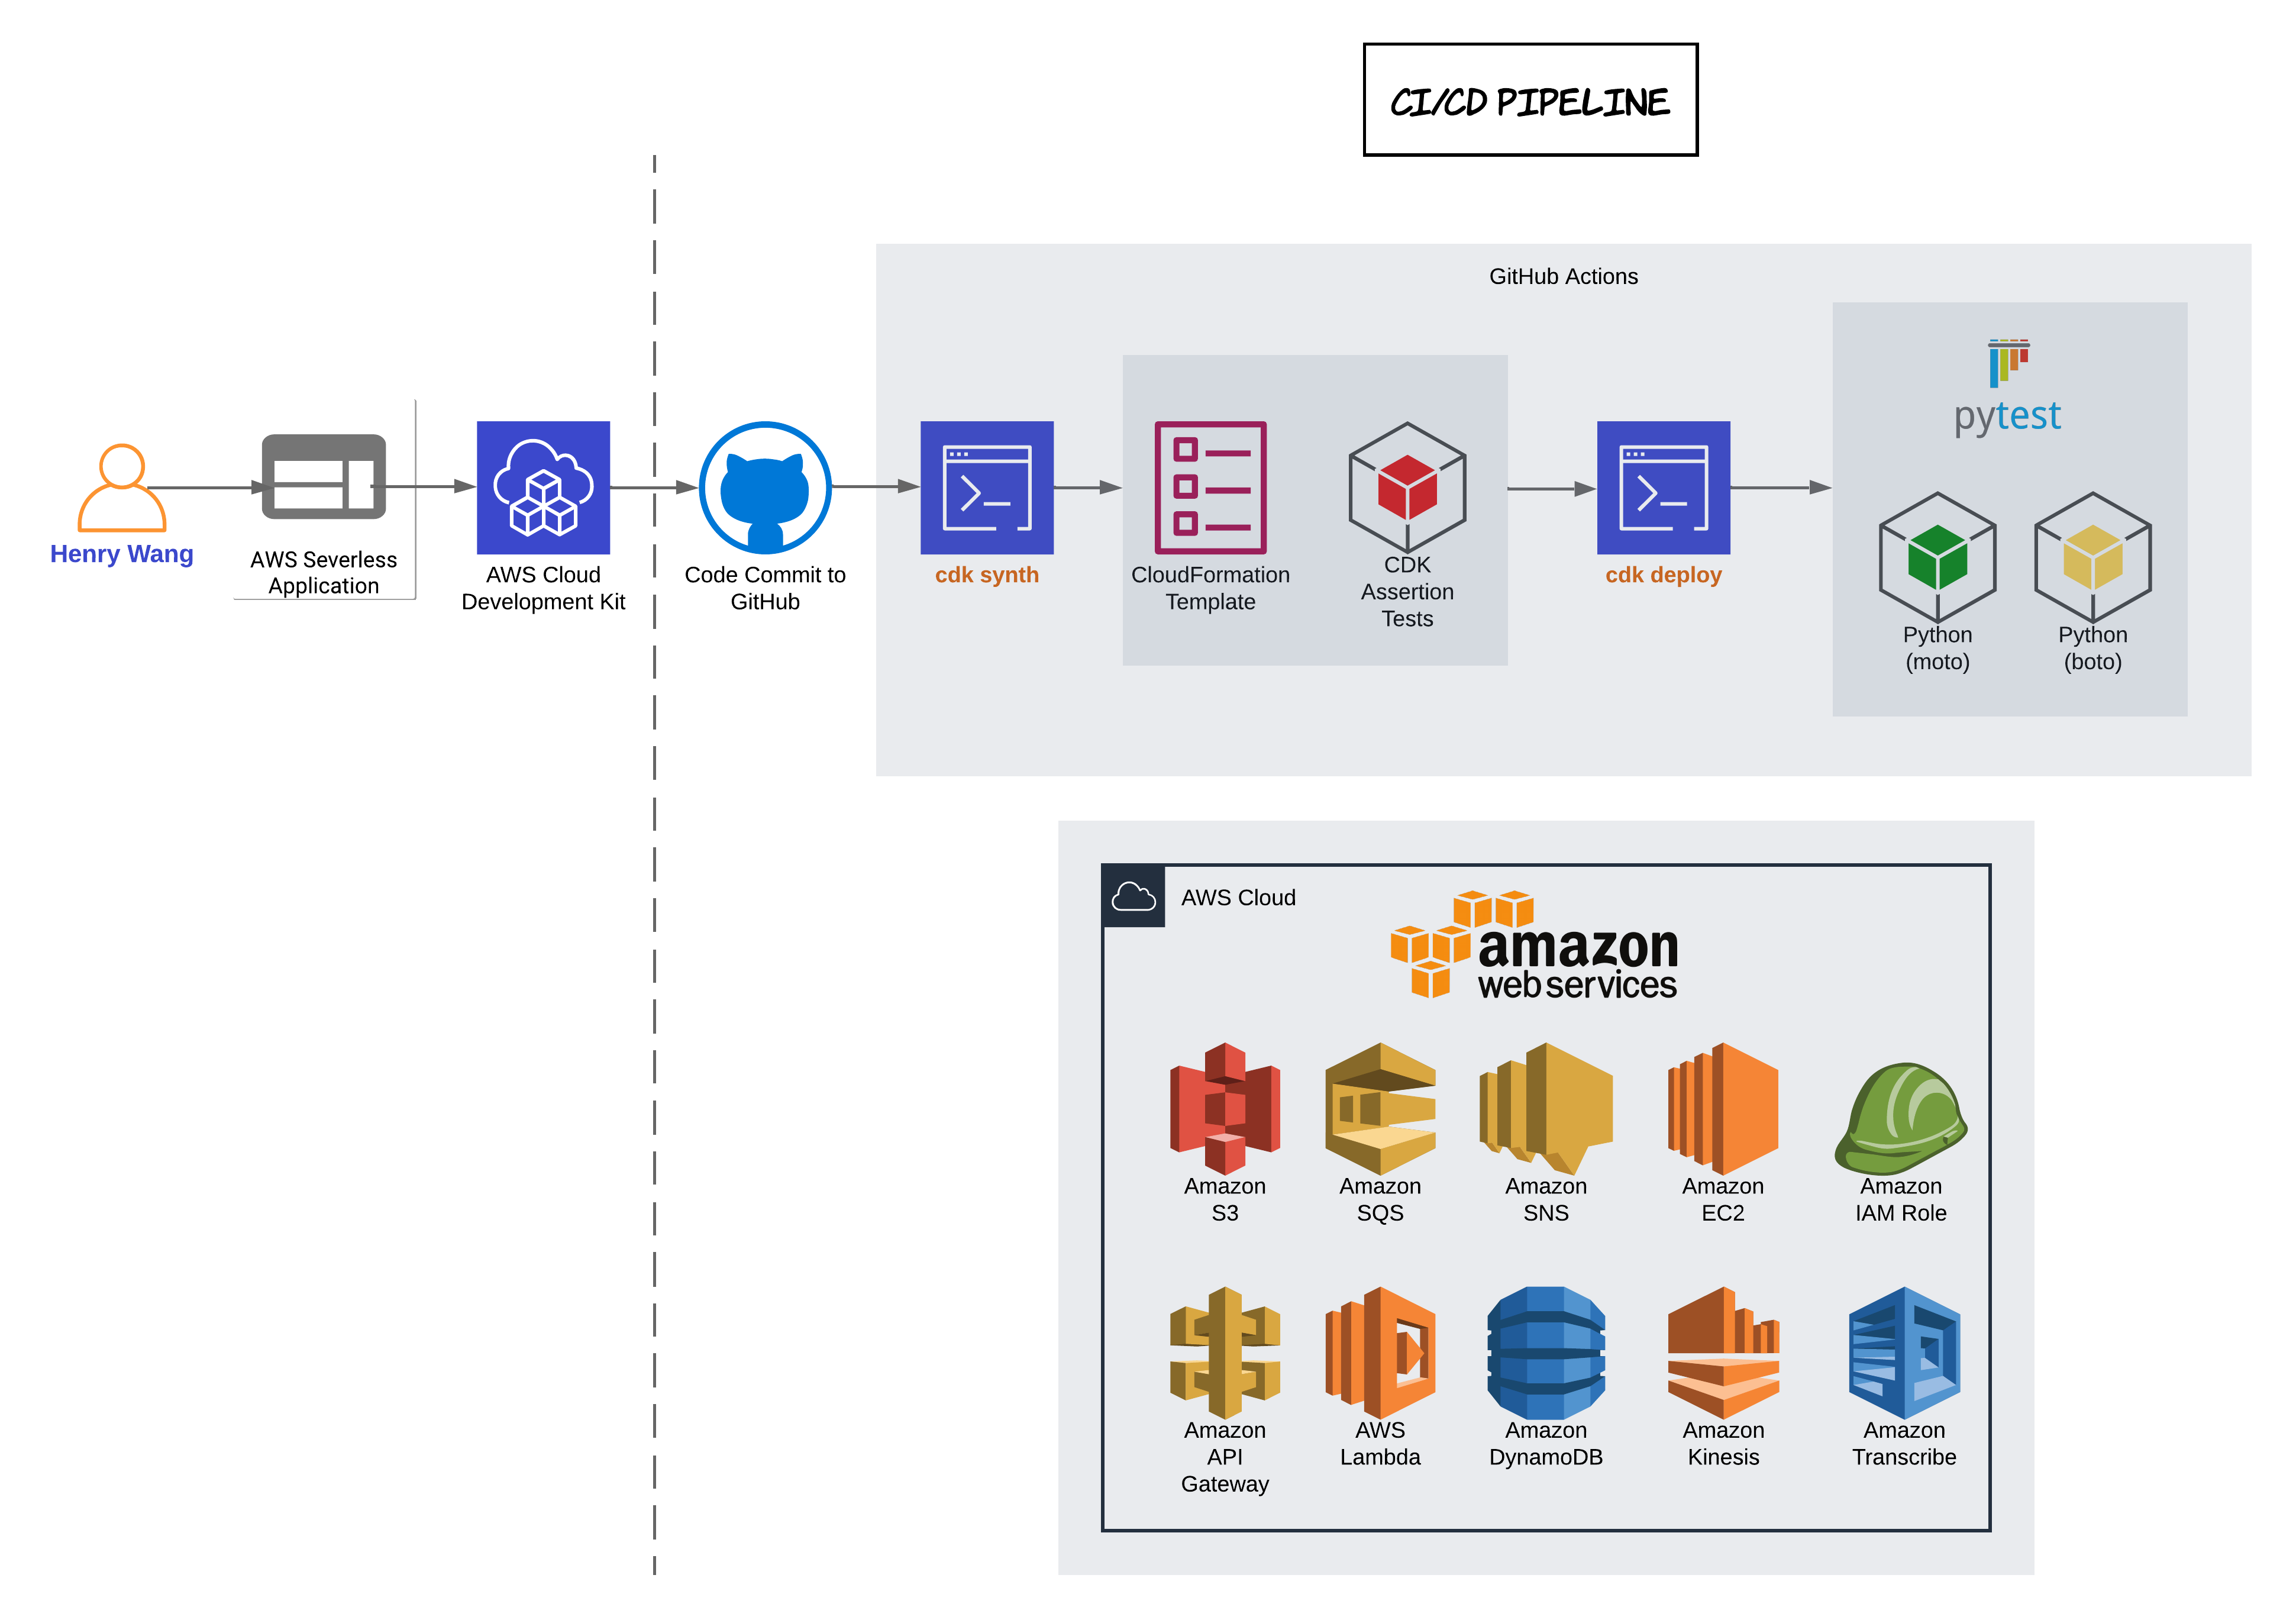 CI/CD PIPELINE
GitHub Actions
pytest
Henry Wang
AWS Severless
Application
AWS Cloud
Development Kit
Code Commit to
GitHub
cdk synth
CloudFormation
Template
CDK
Assertion
Tests
cdk deploy
Python
(moto)
Python
(boto)
AWS Cloud
amazon
web services
Amazon
S3
Amazon
SQS
Amazon
SNS
Amazon
EC2
Amazon
IAM Role
Amazon
API
Gateway
AWS
Lambda
Amazon
DynamoDB
Amazon
Kinesis
Amazon
Transcribe